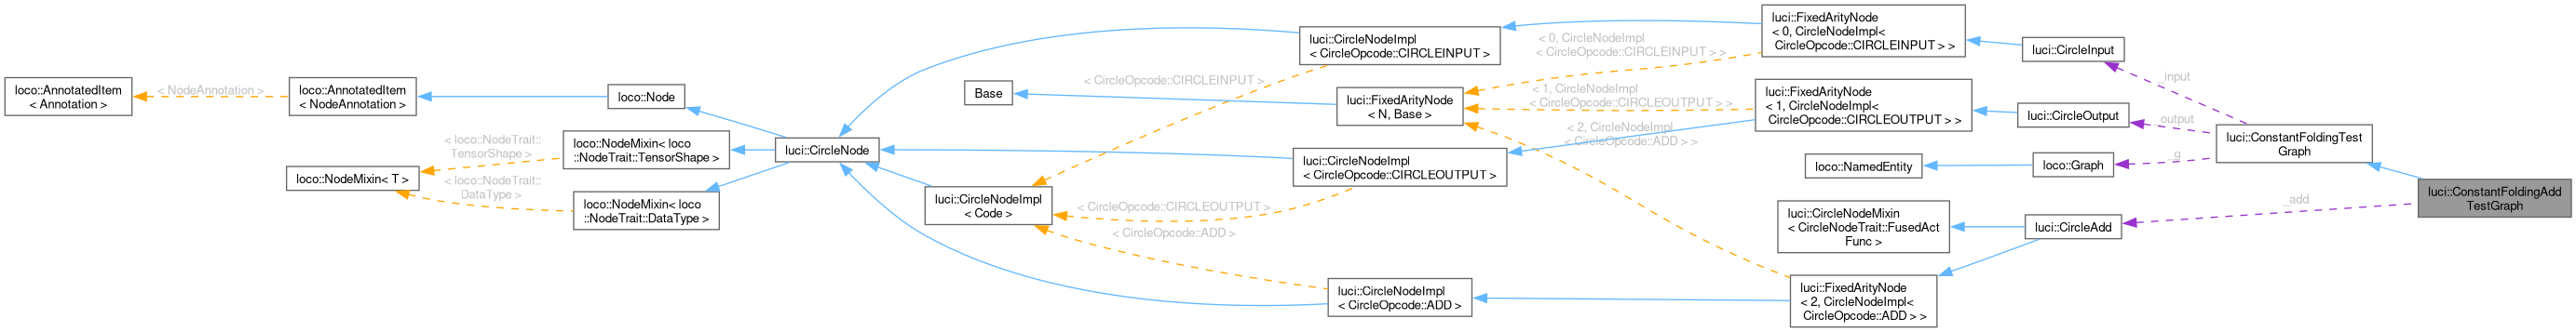 loco::AnnotatedItem
< Annotation >
< NodeAnnotation >
loco::AnnotatedItem
< NodeAnnotation >
loco::Node
loco::NodeMixin< T >
< loco::NodeTrait::
TensorShape >
< loco::NodeTrait::
DataType >
loco::NodeMixin< loco
::NodeTrait::TensorShape >
loco::NodeMixin< loco
::NodeTrait::DataType >
luci::CircleNode
Base
luci::CircleNodeImpl
< Code >
< CircleOpcode::CIRCLEINPUT >
< CircleOpcode::CIRCLEOUTPUT >
< CircleOpcode::ADD >
luci::CircleNodeImpl
< CircleOpcode::CIRCLEINPUT >
luci::FixedArityNode
< N, Base >
luci::CircleNodeImpl
< CircleOpcode::CIRCLEOUTPUT >
luci::CircleNodeImpl
< CircleOpcode::ADD >
< 0, CircleNodeImpl
< CircleOpcode::CIRCLEINPUT > >
< 1, CircleNodeImpl
< CircleOpcode::CIRCLEOUTPUT > >
< 2, CircleNodeImpl
< CircleOpcode::ADD > >
luci::FixedArityNode
< 0, CircleNodeImpl<
CircleOpcode::CIRCLEINPUT > >
luci::FixedArityNode
< 1, CircleNodeImpl<
CircleOpcode::CIRCLEOUTPUT > >
loco::NamedEntity
luci::CircleNodeMixin
< CircleNodeTrait::FusedAct
Func >
luci::FixedArityNode
< 2, CircleNodeImpl<
CircleOpcode::ADD > >
luci::CircleInput
luci::CircleOutput
loco::Graph
luci::CircleAdd
_input
_output
_g
_add
luci::ConstantFoldingTest
Graph
luci::ConstantFoldingAdd
TestGraph